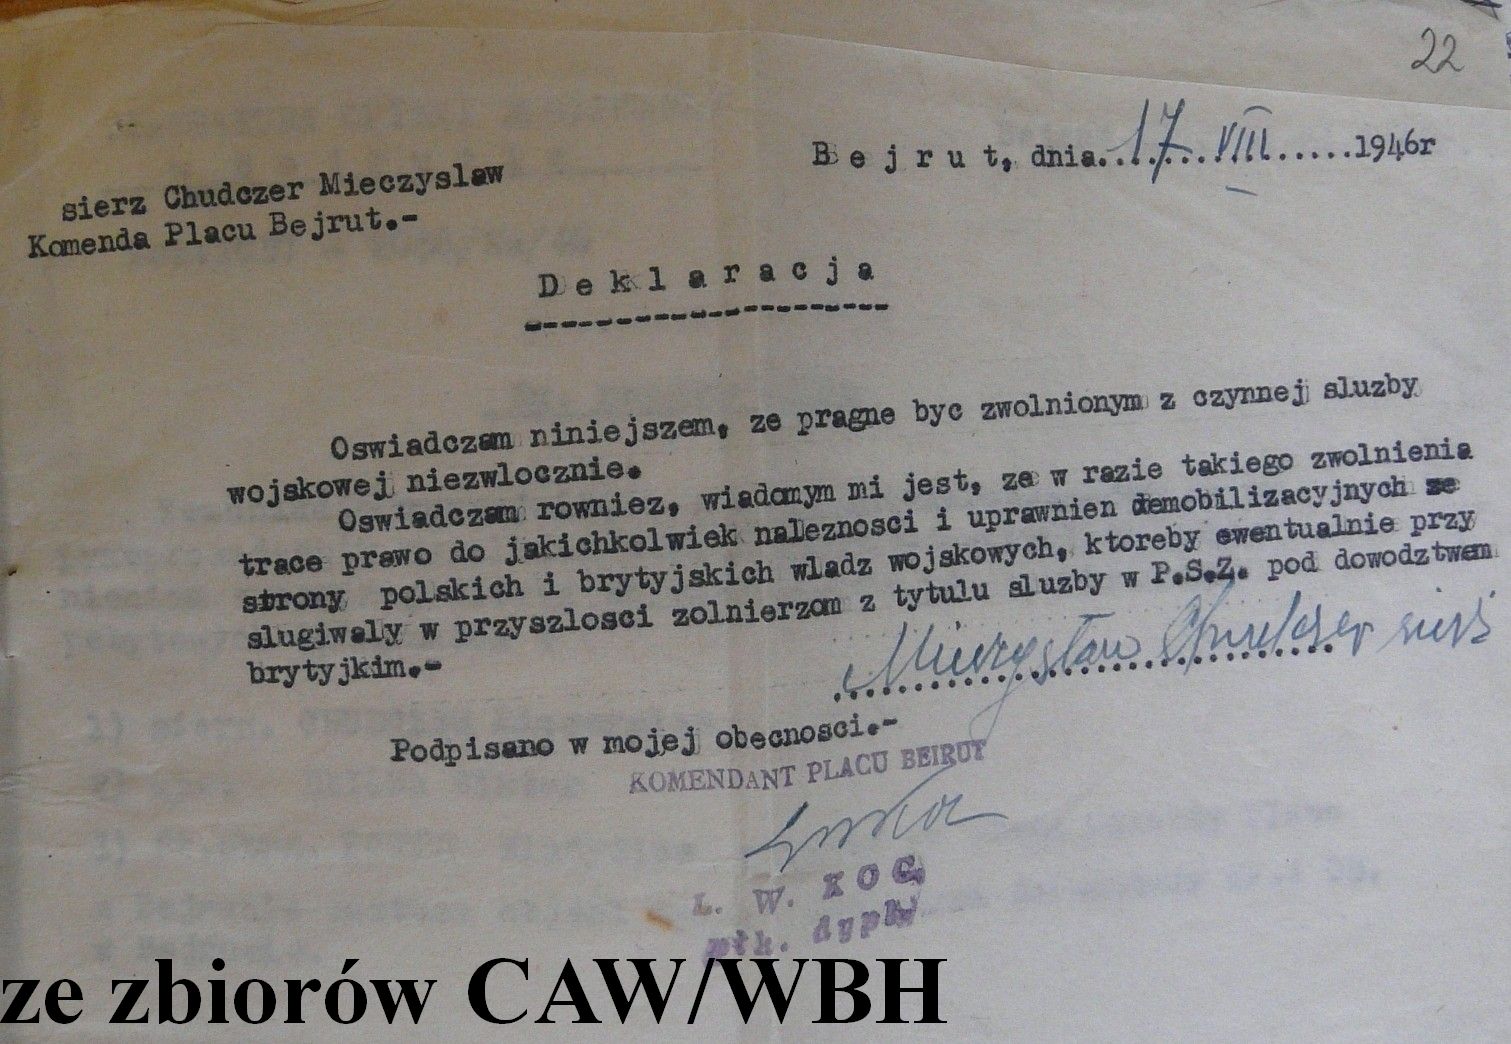 22
B e j r u t, dnia....17...VIII......1946r
sierz Chudczer Mieczyslaw
Komenda Placu Bejrut.-
D e k l a r a c j a
Oswiadczam niniejszem, ze pragne byc zwolnionym z czynnej sluzby
wojskowej niezwlocznie.
Oswiadczam rowniez, wiadomym mi jest, ze w razie takiego zwolnienia
trace prawo do jakichkolwiek naleznosci i uprawnien demobilizacyjnych ze
strony polskich i brytyjskich wladz wojskowych, ktoreby ewentualnie przy
slugiwaly w przyszlosci zolnierzom z tytulu sluzby w P.S.Z. pod dowodztwem
brytyjkim.-
Mieczysław Chudczer sierż
Podpisano w mojej obecnosci.-
KOMENDANT PLACU BEIRUT
L. W. KOC
płk. dypl.
ze zbiorów CAW/WBH